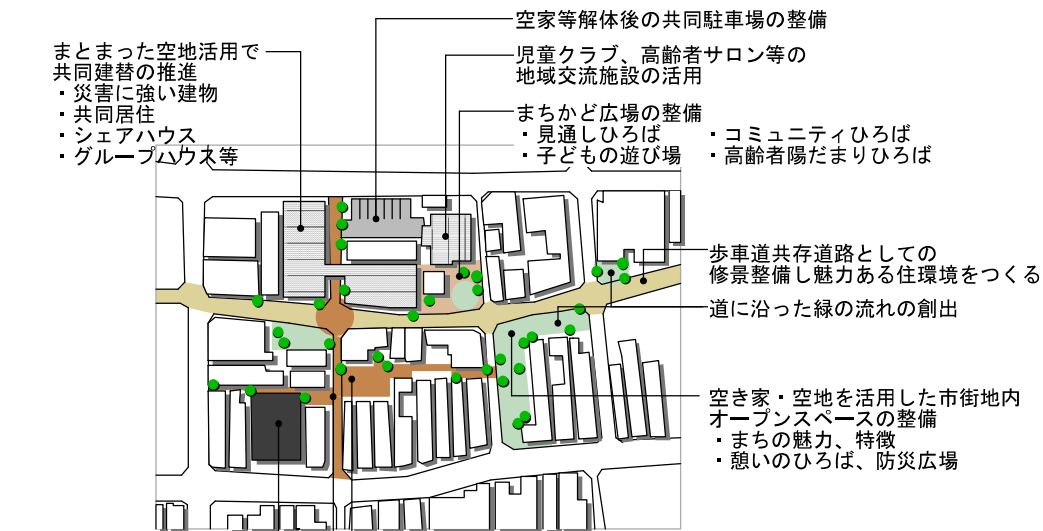 空家等解体後の共同駐車場の整備
まとまった空地活用で
共同建替の推進
・災害に強い建物
・共同居住
・シェアハウス
・グループハウス等
児童クラブ、高齢者サロン等の
地域交流施設の活用
まちかど広場の整備
・見通しひろば ・コミュニティひろば
・子どもの遊び場 ・高齢者陽だまりひろば
歩車道共存道路としての
修景整備し魅力ある住環境をつくる
道に沿った緑の流れの創出
空き家・空地を活用した市街地内
オープンスペースの整備
・まちの魅力、特徴
・憩いのひろば、防災広場